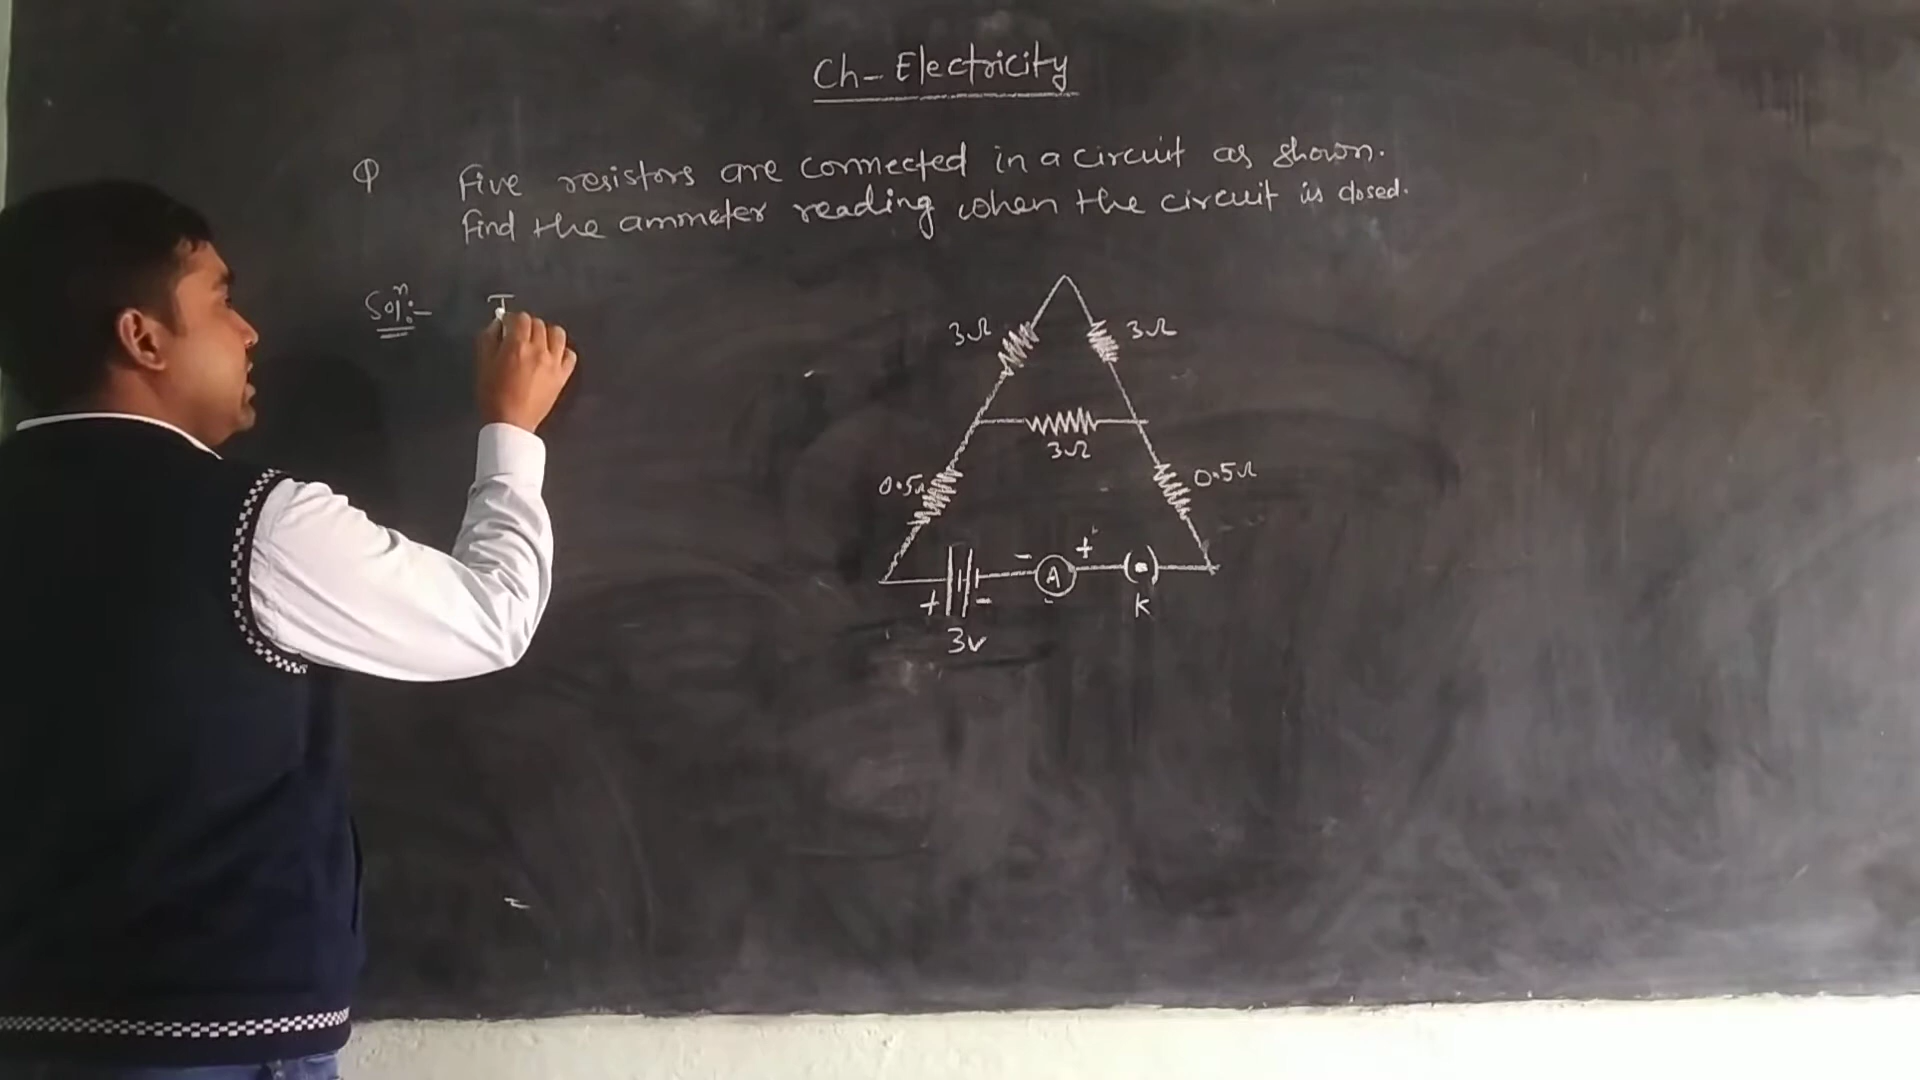 Ch- Electricity
Q Five resistors are connected in a circuit as shown.
find the ammeter reading when the circuit is closed.
Solⁿ:-
3Ω 3Ω
3Ω
0.5Ω 0.5Ω
- +
A
+ -
K
3v